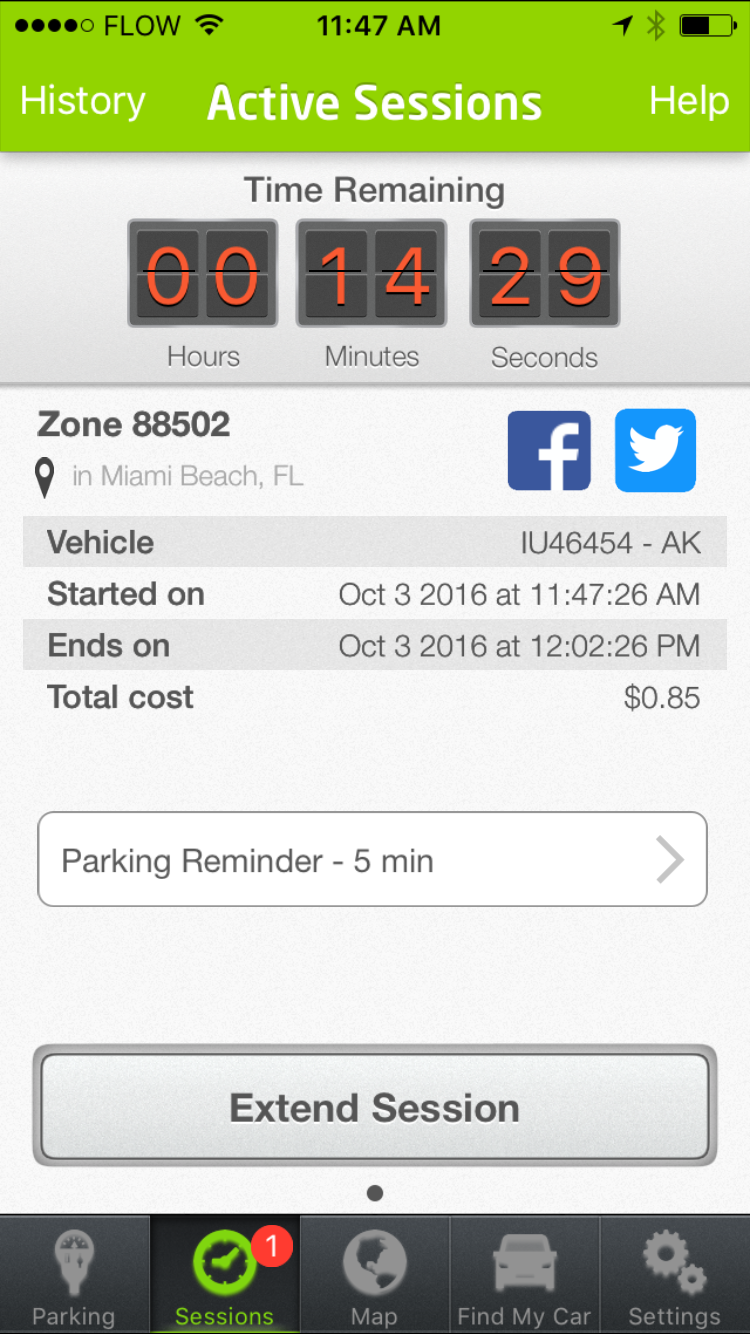 FLOW 11:47 AM
History Active Sessions Help
Time Remaining
00 14 29
Hours Minutes Seconds
Zone 88502
in Miami Beach, FL
Vehicle IU46454 - AK
Started on Oct 3 2016 at 11:47:26 AM
Ends on Oct 3 2016 at 12:02:26 PM
Total cost $0.85
Parking Reminder - 5 min
Extend Session
1
Parking Sessions Map Find My Car Settings